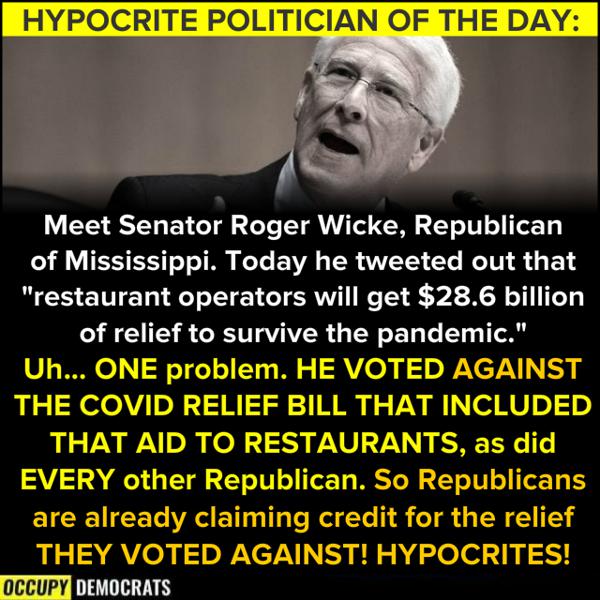 HYPOCRITE POLITICIAN OF THE DAY:
Meet Senator Roger Wicke, Republican
of Mississippi. Today he tweeted out that
"restaurant operators will get $28.6 billion
of relief to survive the pandemic."
Uh... ONE problem. HE VOTED AGAINST
THE COVID RELIEF BILL THAT INCLUDED
THAT AID TO RESTAURANTS, as did
EVERY other Republican. So Republicans
are already claiming credit for the relief
THEY VOTED AGAINST! HYPOCRITES!
OCCUPY DEMOCRATS